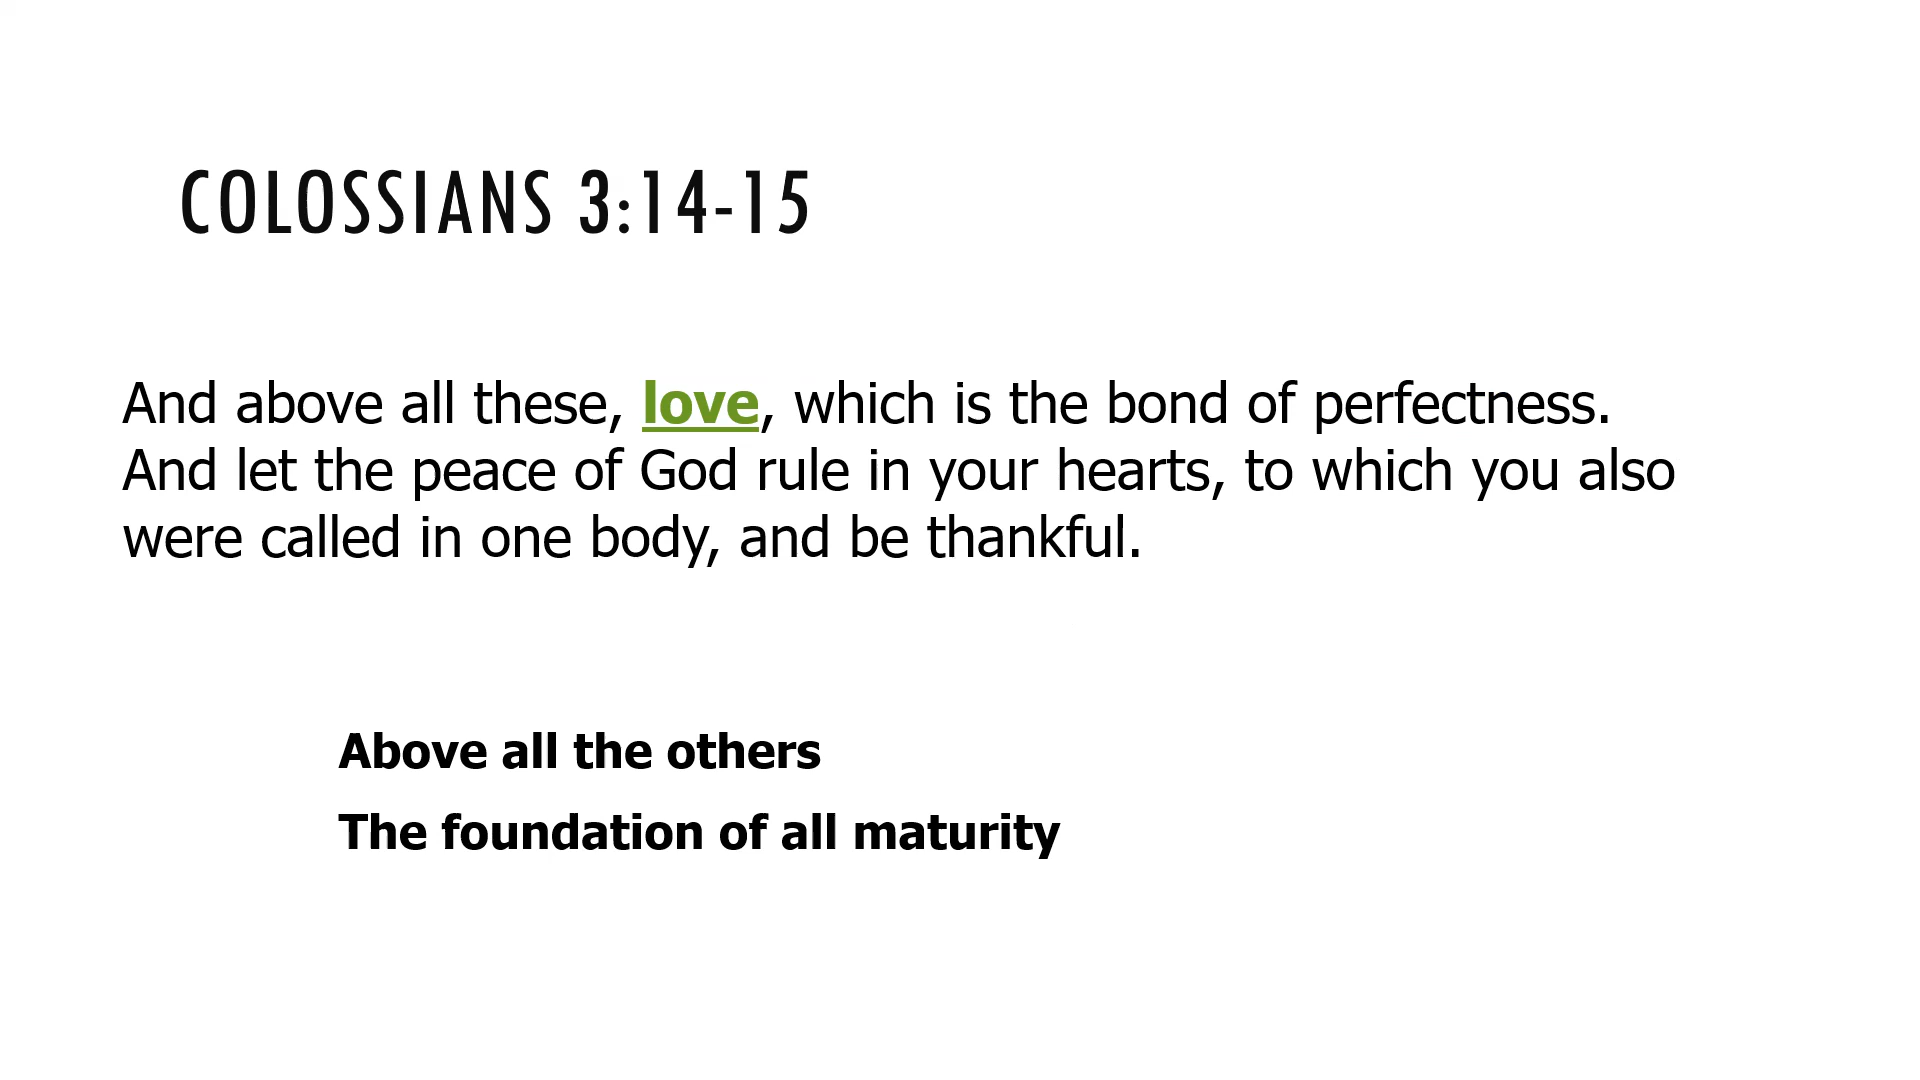 COLOSSIANS 3:14-15
And above all these, love, which is the bond of perfectness.
And let the peace of God rule in your hearts, to which you also
were called in one body, and be thankful.
Above all the others
The foundation of all maturity